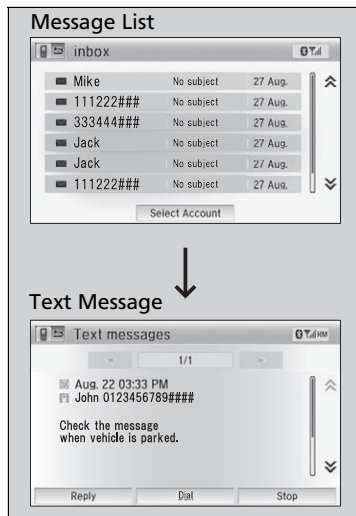 Message List
inbox
Mike No subject 27 Aug.
111222### No subject 27 Aug.
333444### No subject 27 Aug.
Jack No subject 27 Aug.
Jack No subject 27 Aug.
111222### No subject 27 Aug.
Select Account
Text Message
Text messages RM
1/1
Aug. 22 03:33 PM
John 0123456789####
Check the message
when vehicle is parked.
Reply Dial Stop